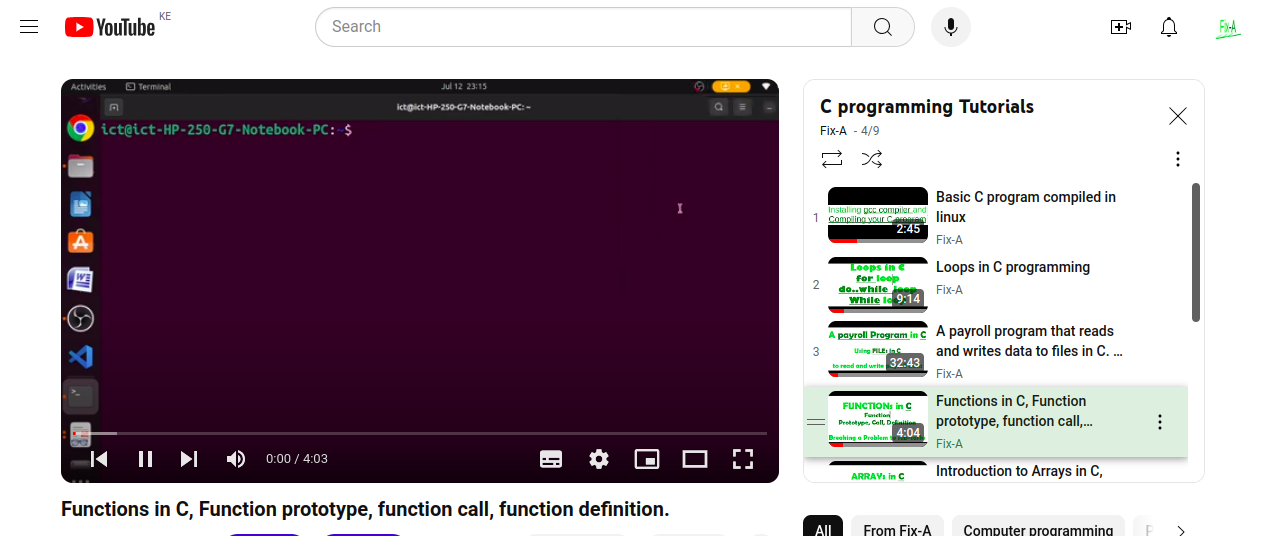 YouTube KE
Search
Fix-A
Activities Terminal Jul 12 23:15
ict@ict-HP-250-G7-Notebook-PC: ~
ict@ict-HP-250-G7-Notebook-PC:~$
0:00 / 4:03
Functions in C, Function prototype, function call, function definition.
C programming Tutorials
Fix-A - 4/9
1
Installing gcc compiler and
Compiling your C program
2:45
Basic C program compiled in
linux
Fix-A
2
Loops in C
for loop
do..while loop
While
9:14
Loops in C programming
Fix-A
3
A payroll Program in C
Using FILEs in C
to read and write
32:43
A payroll program that reads
and writes data to files in C. ...
Fix-A
FUNCTIONs in C
Function
Prototype, Call, Definition
Breaking a Problem to
4:04
Functions in C, Function
prototype, function call,...
Fix-A
ARRAYs in C
Introduction to Arrays in C,
All
From Fix-A
Computer programming